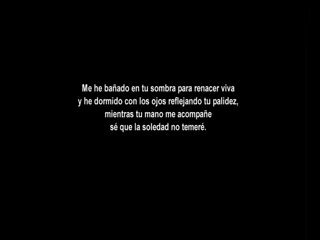 Me he bañado en tu sombra para renacer viva
y he dormido con los ojos reflejando tu palidez,
mientras tu mano me acompañe
sé que la soledad no temeré.